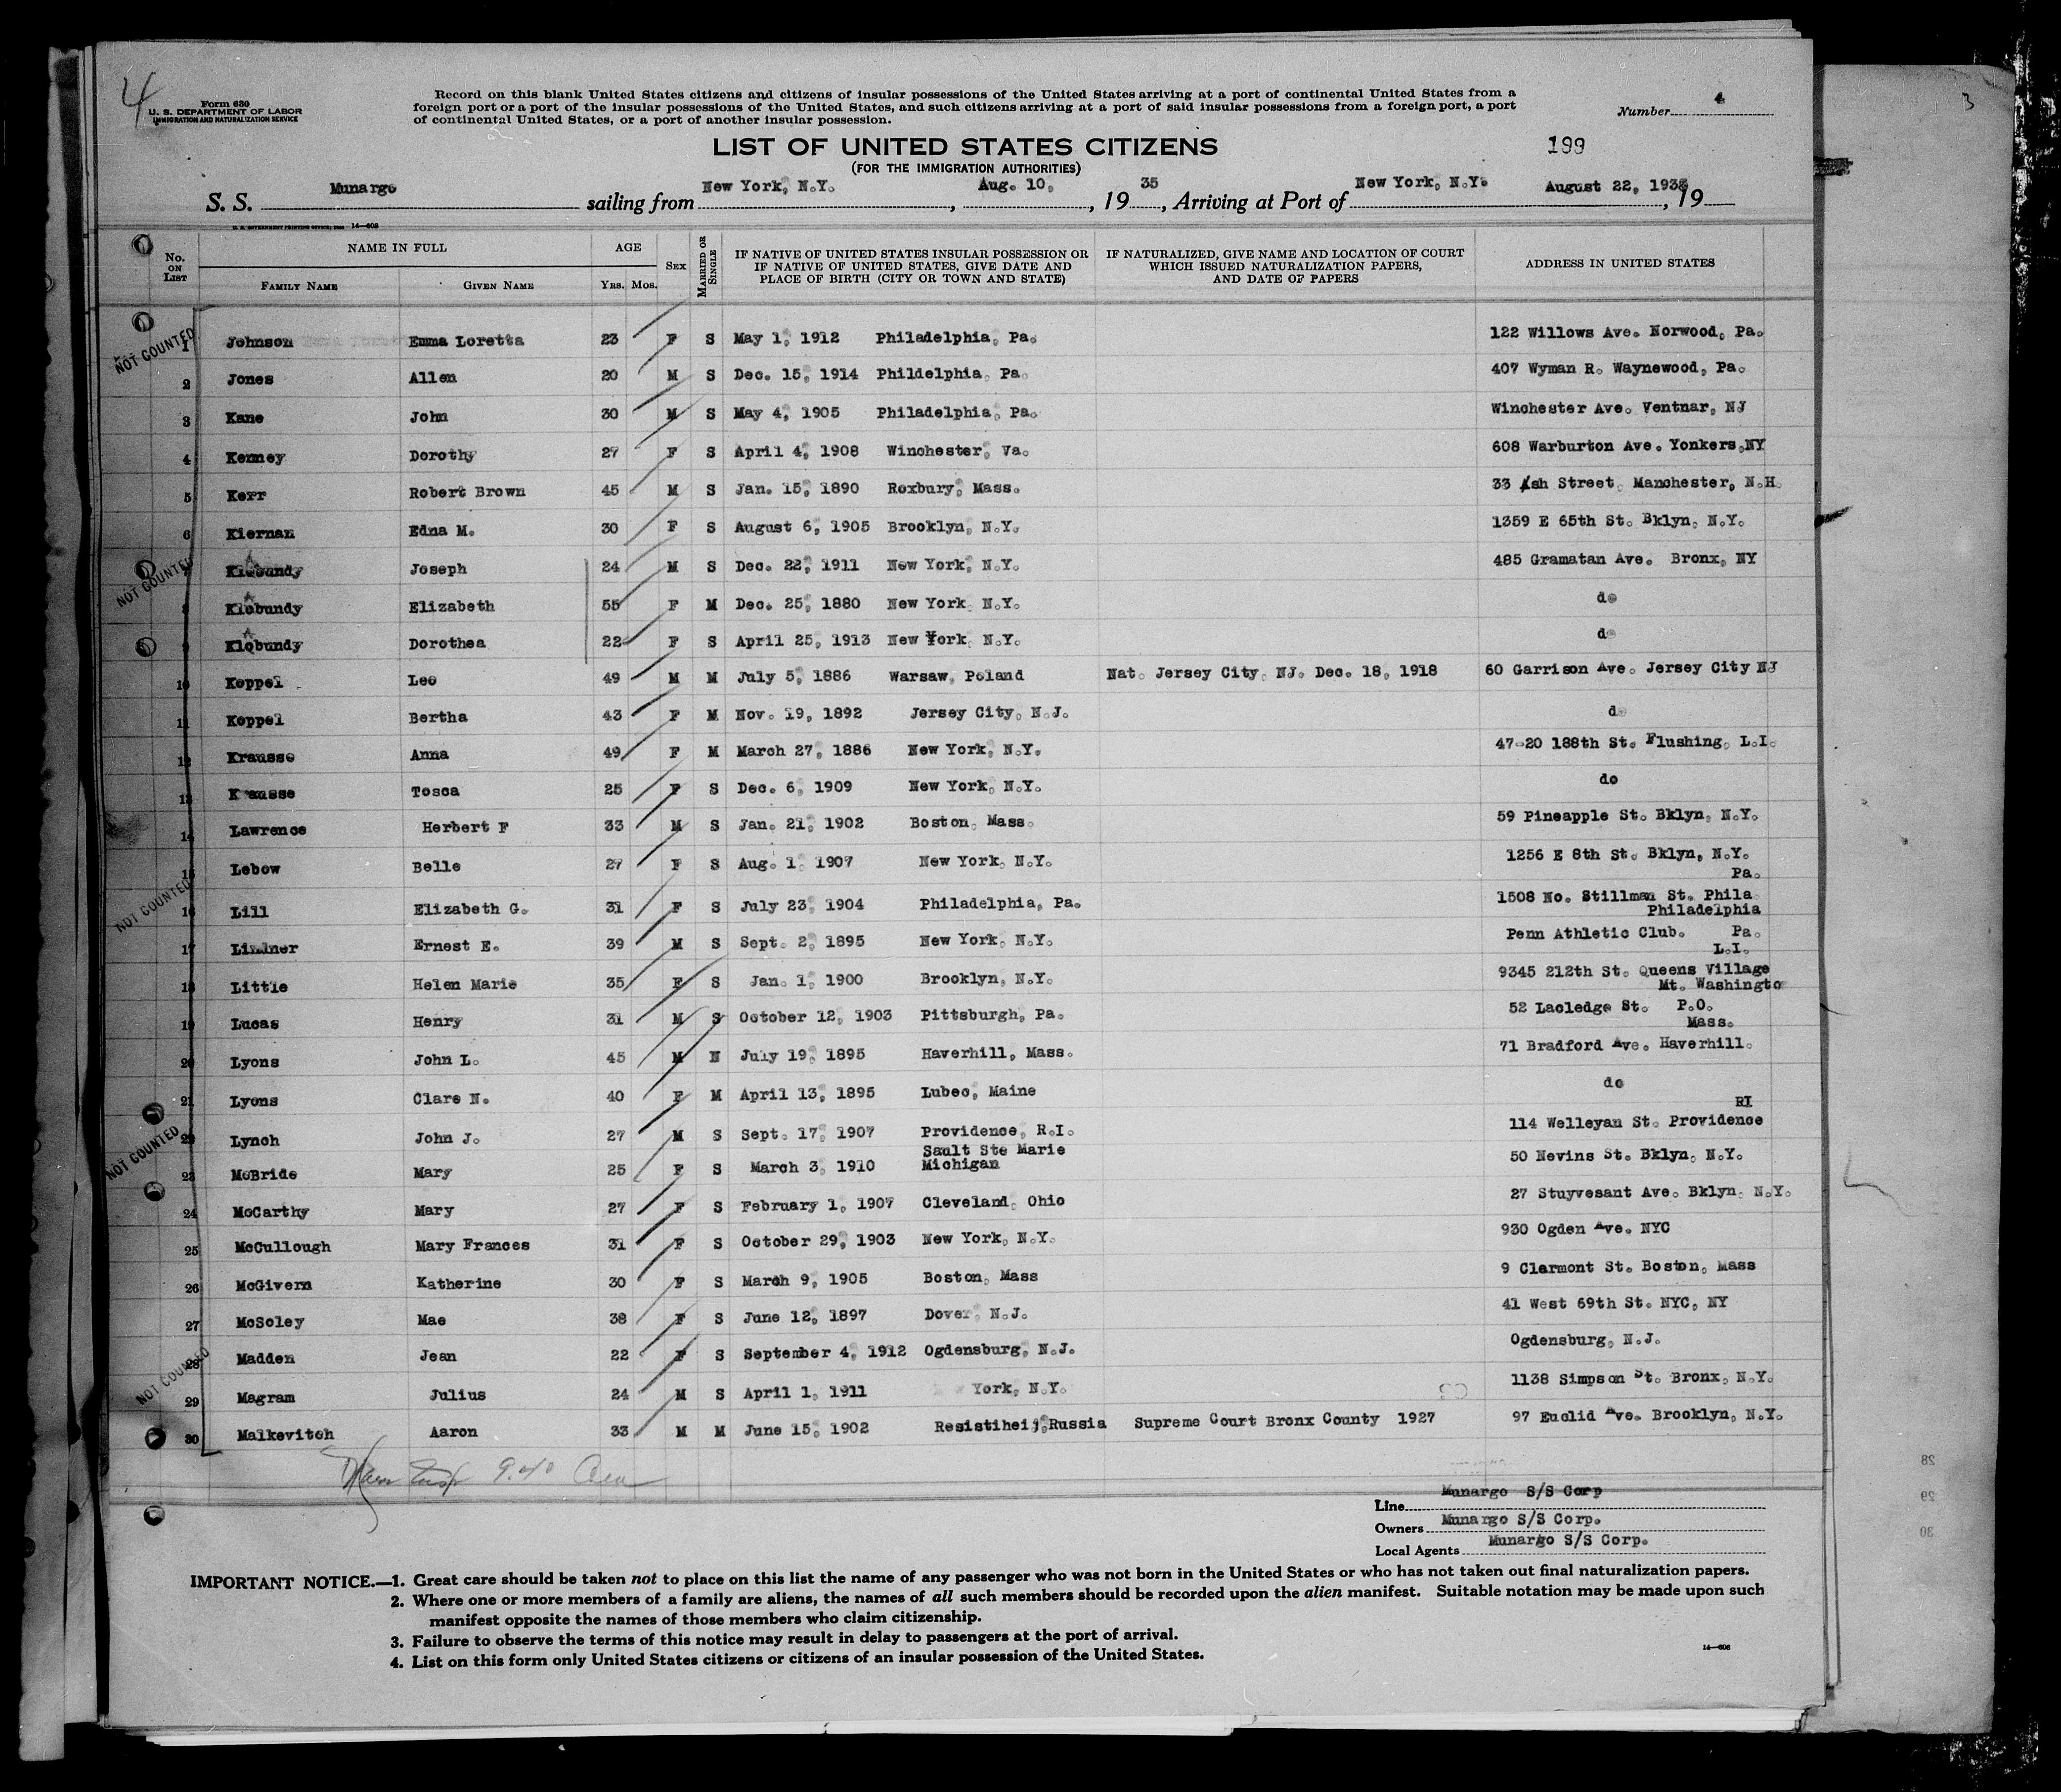 4
Form 630
U. S. DEPARTMENT OF LABOR
IMMIGRATION AND NATURALIZATION SERVICE
Record on this blank United States citizens and citizens of insular possessions of the United States arriving at a port of continental United States from a
foreign port or a port of the insular possessions of the United States, and such citizens arriving at a port of said insular possessions from a foreign port, a port
of continental United States, or a port of another insular possession.
Number 4
3
LIST OF UNITED STATES CITIZENS
199
(FOR THE IMMIGRATION AUTHORITIES)
S. S. Munargo sailing from New York, N.Y. , Aug. 10, , 19 35 , Arriving at Port of New York, N.Y. August 22, 193 , 19
14—608
No. ON LIST
NAME IN FULL
FAMILY NAME GIVEN NAME
AGE
YRS. MOS.
SEX
MARRIED OR SINGLE
IF NATIVE OF UNITED STATES INSULAR POSSESSION OR
IF NATIVE OF UNITED STATES, GIVE DATE AND
PLACE OF BIRTH (CITY OR TOWN AND STATE)
IF NATURALIZED, GIVE NAME AND LOCATION OF COURT
WHICH ISSUED NATURALIZATION PAPERS,
AND DATE OF PAPERS
ADDRESS IN UNITED STATES
NOT COUNTED
1 Johnson Emma Loretta 23 F S May 1, 1912 Philadelphia, Pa. 122 Willows Ave. Norwood, Pa.
2 Jones Allen 20 M S Dec. 15, 1914 Phildelphia, Pa. 407 Wyman R. Waynewood, Pa.
3 Kane John 30 M S May 4, 1905 Philadelphia, Pa. Winchester Ave. Ventnar, NJ
4 Kenney Dorothy 27 F S April 4, 1908 Winchester, Va. 608 Warburton Ave. Yonkers,NY
5 Kerr Robert Brown 45 M S Jan. 15, 1890 Roxbury, Mass. 33 Ash Street, Manchester, N.H.
6 Kiernan Edna M. 30 F S August 6, 1905 Brooklyn, N.Y. 1359 E 65th St. Bklyn, N.Y.
NOT COUNTED
7 Klabundy Joseph 24 M S Dec. 22, 1911 New York, N.Y. 485 Gramatan Ave. Bronx, NY
8 Klabundy Elizabeth 55 F M Dec. 25, 1880 New York, N.Y. do
9 Klabundy Dorothea 22 F S April 25, 1913 New York, N.Y. do
10 Koppel Leo 49 M M July 5, 1886 Warsaw, Poland Nat. Jersey City, NJ. Dec. 18, 1918 60 Garrison Ave. Jersey City NJ
11 Koppel Bertha 43 F M Nov. 19, 1892 Jersey City, N.J. do
12 Krausse Anna 49 F M March 27, 1886 New York, N.Y. 47-20 188th St. Flushing, L.I.
13 K ausse Tosca 25 F S Dec. 6, 1909 New York, N.Y. do
14 Lawrence Herbert F 33 M S Jan. 21, 1902 Boston, Mass. 59 Pineapple St. Bklyn, N.Y.
15 Lebow Belle 27 F S Aug. 1, 1907 New York, N.Y. 1256 E 8th St. Bklyn, N.Y.
NOT COUNTED
Pa.
16 Lill Elizabeth G. 31 F S July 23, 1904 Philadelphia, Pa. 1508 No. Stillman St. Phila
Philadelphia
17 Lindner Ernest E. 39 M S Sept. 2, 1895 New York, N.Y. Penn Athletic Club. Pa.
L.I.
18 Little Helen Marie 35 F S Jan. 1, 1900 Brooklyn, N.Y. 9345 212th St. Queens Village
Mt. Washingto
19 Lucas Henry 31 M S October 12, 1903 Pittsburgh, Pa. 52 Lacledge St. P.O.
Mass.
20 Lyons John L. 45 M M July 19, 1895 Haverhill, Mass. 71 Bradford Ave. Haverhill.
21 Lyons Clare N. 40 F M April 13, 1895 Lubec, Maine do
RI
22 Lynch John J. 27 M S Sept. 17, 1907 Providence, R.I. 114 Welleyan St. Providence
NOT COUNTED
Sault Ste Marie
23 McBride Mary 25 F S March 3, 1910 Michigan 50 Nevins St. Bklyn, N.Y.
24 McCarthy Mary 27 F S February 1, 1907 Cleveland, Ohio 27 Stuyvesant Ave. Bklyn, N.Y.
25 McCullough Mary Frances 31 F S October 29, 1903 New York, N.Y. 930 Ogden Ave. NYC
26 McGivern Katherine 30 F S March 9, 1905 Boston, Mass 9 Clarmont St. Boston, Mass
27 McSoley Mae 38 F S June 12, 1897 Dover, N.J. 41 West 69th St. NYC, NY
28 Madden Jean 22 F S September 4, 1912 Ogdensburg, N.J. Ogdensburg, N.J.
NOT COUNTED
29 Magram Julius 24 M S April 1, 1911 York, N.Y. 1138 Simpson St. Bronx, N.Y.
30 Malkevitch Aaron 33 M M June 15, 1902 Resistiheij,Russia Supreme Court Bronx County 1927 97 Euclid Ave. Brooklyn, N.Y.
9.40
Line Munargo S/S Corp
Owners Munargo S/S Corp.
Local Agents Munargo S/S Corp.
28
29
30
IMPORTANT NOTICE.—1. Great care should be taken not to place on this list the name of any passenger who was not born in the United States or who has not taken out final naturalization papers.
2. Where one or more members of a family are aliens, the names of all such members should be recorded upon the alien manifest. Suitable notation may be made upon such
manifest opposite the names of those members who claim citizenship.
3. Failure to observe the terms of this notice may result in delay to passengers at the port of arrival.
4. List on this form only United States citizens or citizens of an insular possession of the United States.
14—608